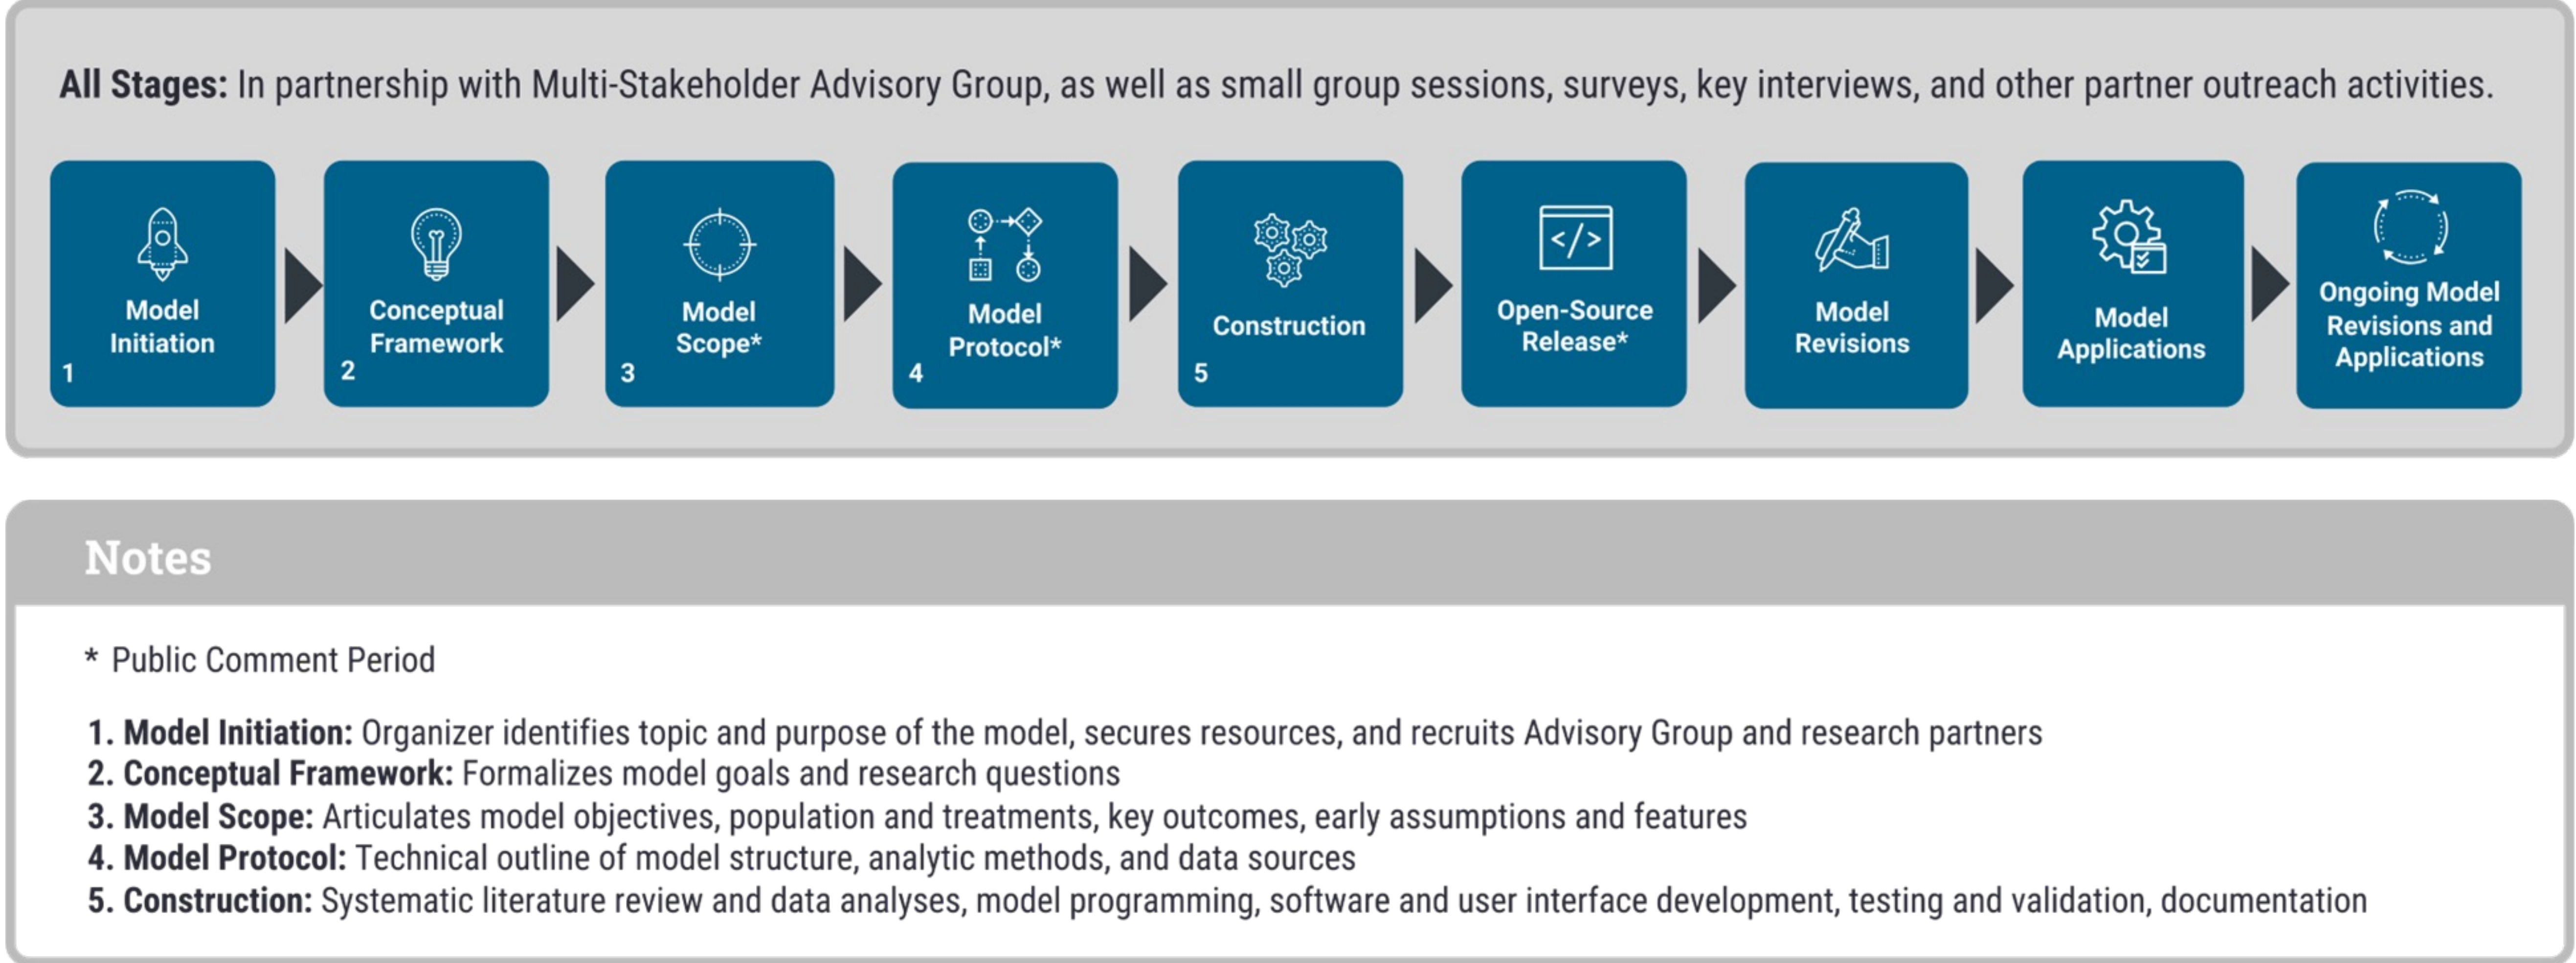 All Stages: In partnership with Multi-Stakeholder Advisory Group, as well as small group sessions, surveys, key interviews, and other partner outreach activities.
Model
Initiation
1
Conceptual
Framework
2
Model
Scope*
3
Model
Protocol*
4
Construction
5
</>
Open-Source
Release*
Model
Revisions
Model
Applications
Ongoing Model
Revisions and
Applications
Notes
* Public Comment Period
1. Model Initiation: Organizer identifies topic and purpose of the model, secures resources, and recruits Advisory Group and research partners
2. Conceptual Framework: Formalizes model goals and research questions
3. Model Scope: Articulates model objectives, population and treatments, key outcomes, early assumptions and features
4. Model Protocol: Technical outline of model structure, analytic methods, and data sources
5. Construction: Systematic literature review and data analyses, model programming, software and user interface development, testing and validation, documentation